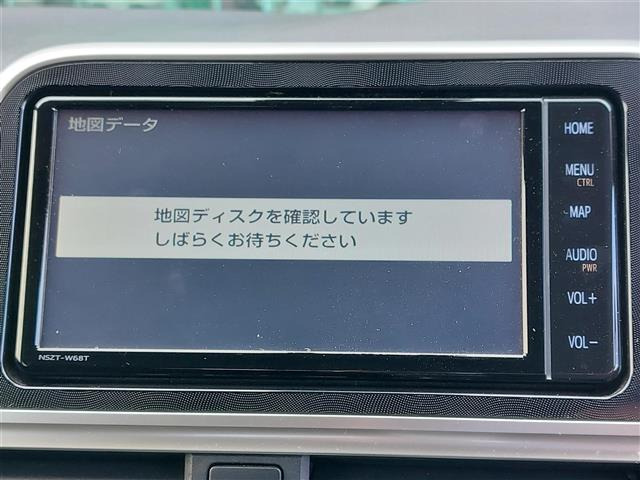 地図データ
地図ディスクを確認しています
しばらくお待ちください
NSZT-W68T
HOME
MENU
CTRL
MAP
AUDIO
PWR
VOL+
VOL-